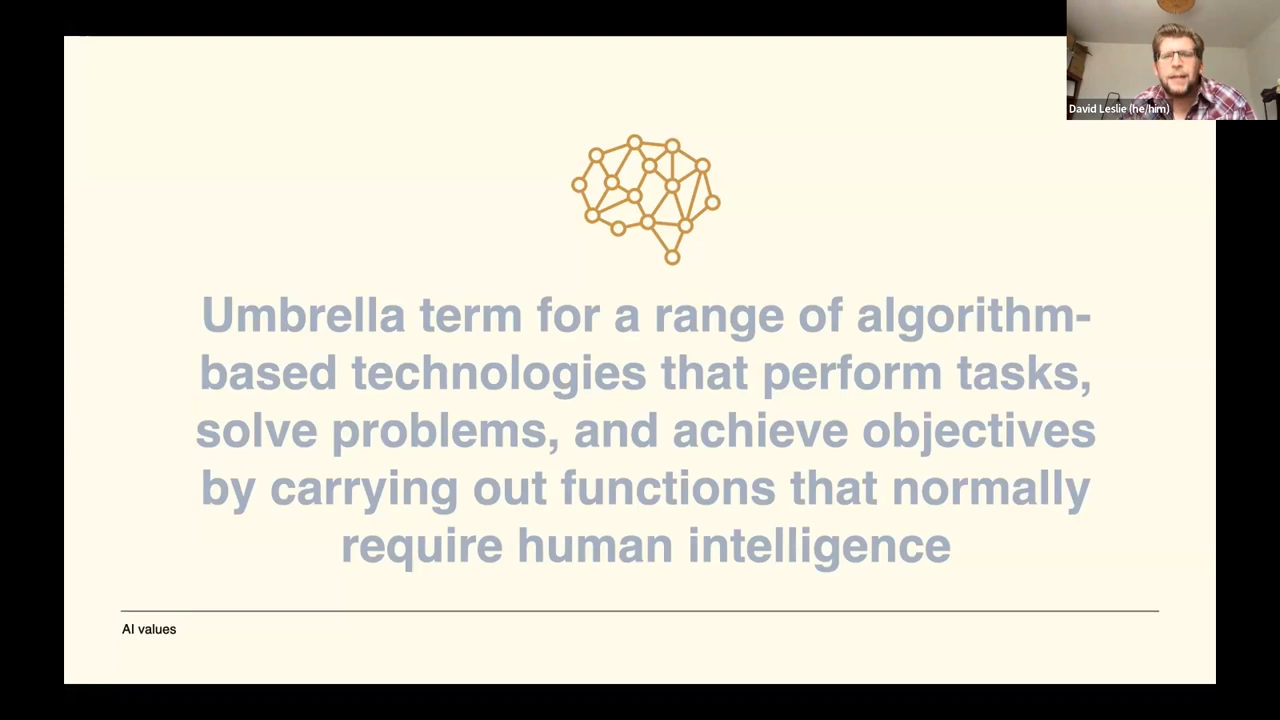 David Leslie (he/him)
Umbrella term for a range of algorithm-
based technologies that perform tasks,
solve problems, and achieve objectives
by carrying out functions that normally
require human intelligence
AI values